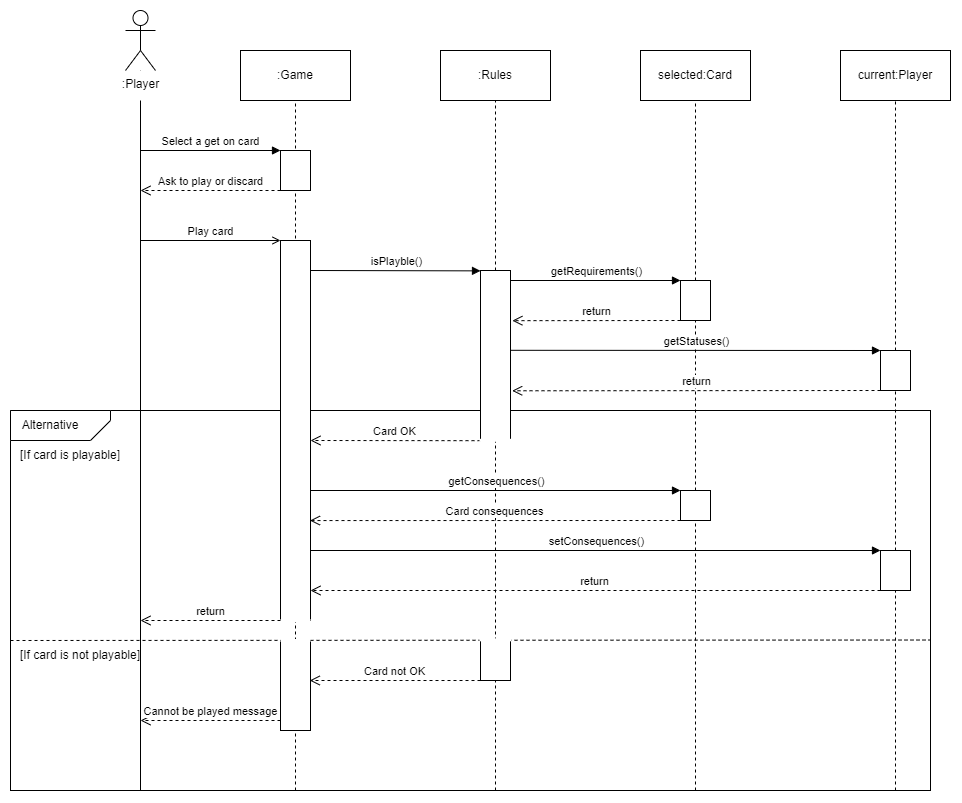 :Player
:Game
:Rules
selected:Card
current:Player
Select a get on card
Ask to play or discard
Play card
isPlayble()
getRequirements()
return
getStatuses()
return
Alternative
Card OK
[If card is playable]
getConsequences()
Card consequences
setConsequences()
return
return
[If card is not playable]
Card not OK
Cannot be played message